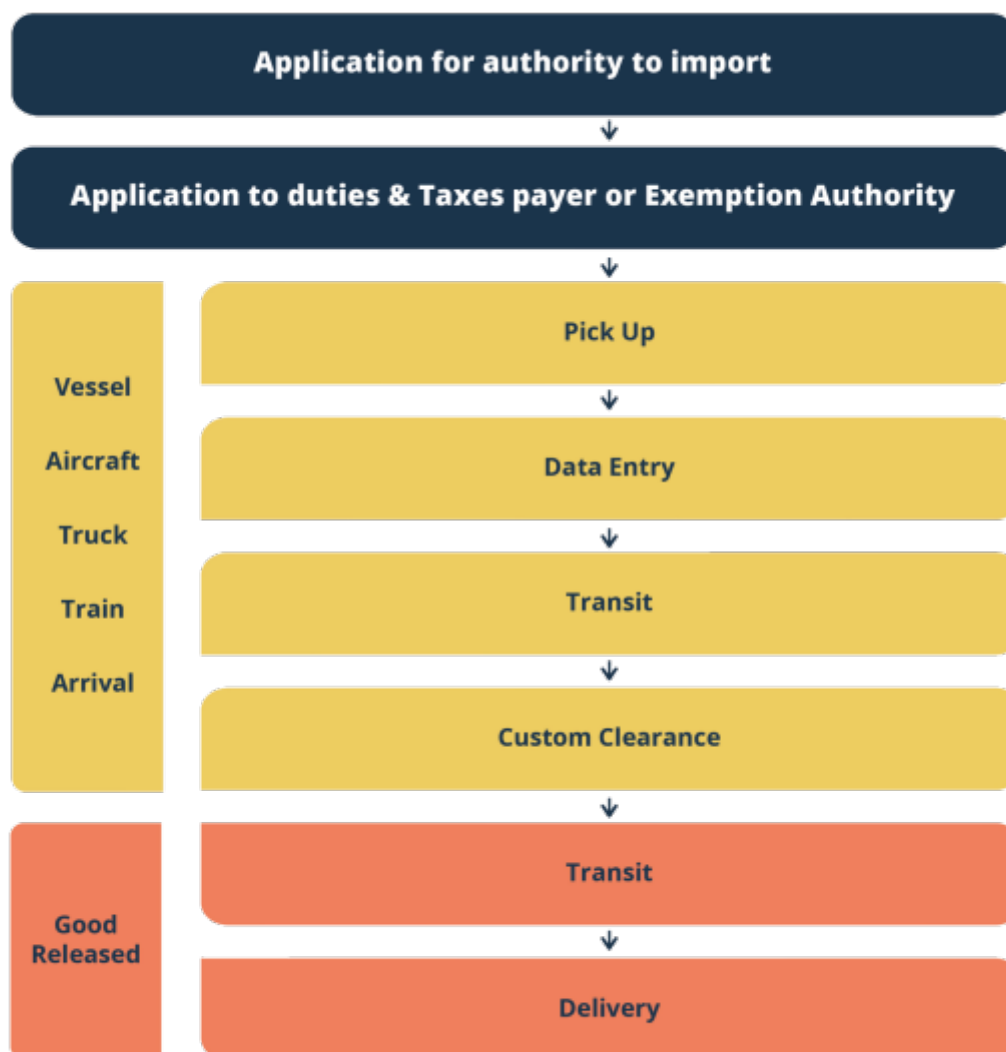 Application for authority to import
Application to duties & Taxes payer or Exemption Authority
Vessel
Aircraft
Truck
Train
Arrival
Pick Up
Data Entry
Transit
Custom Clearance
Good
Released
Transit
Delivery